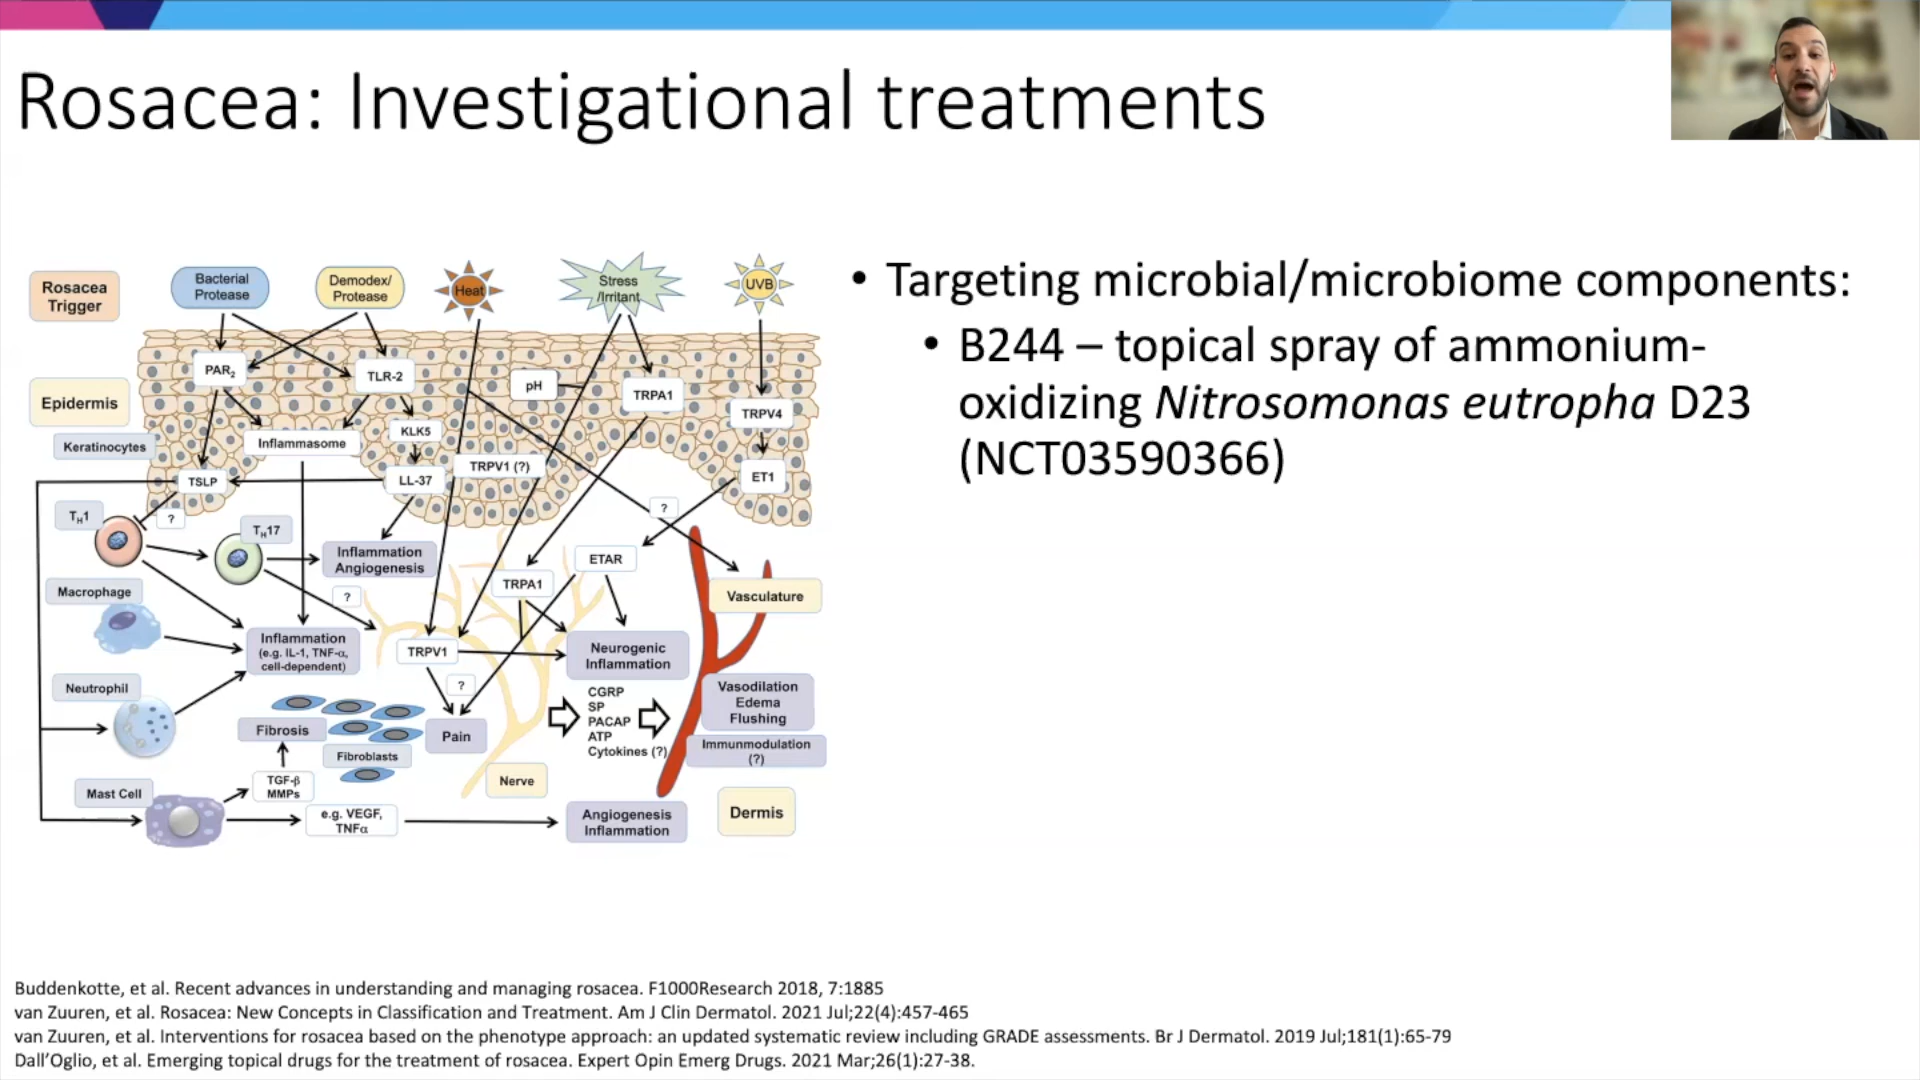 Rosacea: Investigational treatments
Rosacea
Trigger
Bacterial
Protease
Demodex/
Protease
Heat
Stress
/Irritant
UVB
PAR₂
TLR-2
pH
TRPA1
TRPV4
Epidermis
Keratinocytes
Inflammasome
KLK5
TRPV1 (?)
TSLP
LL-37
ET1
?
?
T_H1
T_H17
Inflammation
Angiogenesis
ETAR
TRPA1
Macrophage
?
Vasculature
Inflammation
(e.g. IL-1, TNF-α,
cell-dependent)
TRPV1
Neurogenic
Inflammation
Neutrophil
?
CGRP
SP
PACAP
ATP
Cytokines (?)
Vasodilation
Edema
Flushing
Immunmodulation
(?)
Fibrosis
Fibroblasts
Pain
Nerve
Mast Cell
TGF-β
MMPs
e.g. VEGF,
TNFα
Angiogenesis
Inflammation
Dermis
• Targeting microbial/microbiome components:
• B244 – topical spray of ammonium-
oxidizing Nitrosomonas eutropha D23
(NCT03590366)
Buddenkotte, et al. Recent advances in understanding and managing rosacea. F1000Research 2018, 7:1885
van Zuuren, et al. Rosacea: New Concepts in Classification and Treatment. Am J Clin Dermatol. 2021 Jul;22(4):457-465
van Zuuren, et al. Interventions for rosacea based on the phenotype approach: an updated systematic review including GRADE assessments. Br J Dermatol. 2019 Jul;181(1):65-79
Dall’Oglio, et al. Emerging topical drugs for the treatment of rosacea. Expert Opin Emerg Drugs. 2021 Mar;26(1):27-38.